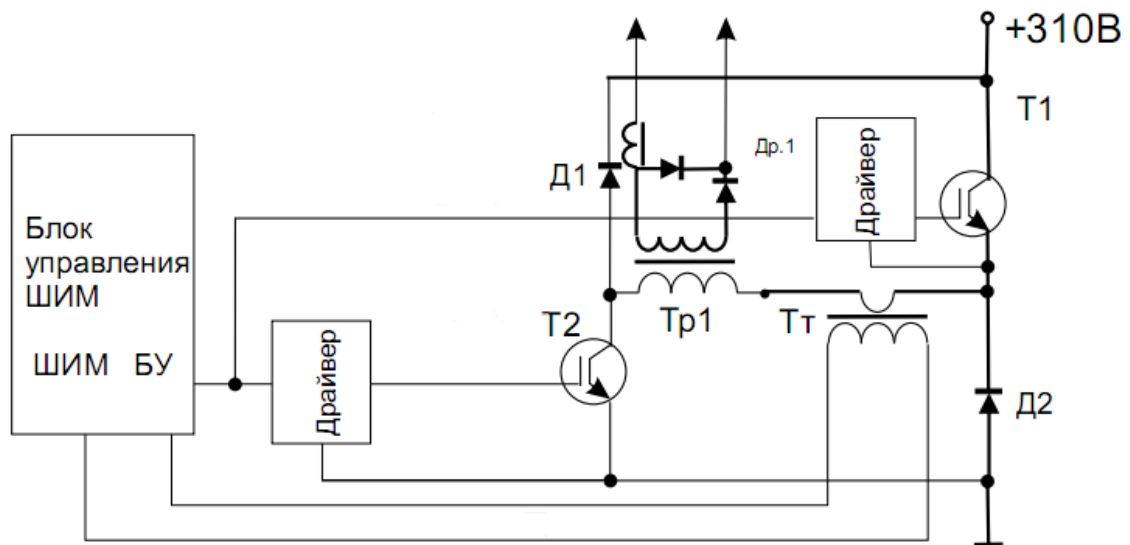 +310В
Т1
Др.1
Драйвер
Д1
Блок
управления
ШИМ
ШИМ БУ
Т2
Тр1
Тт
Драйвер
Д2